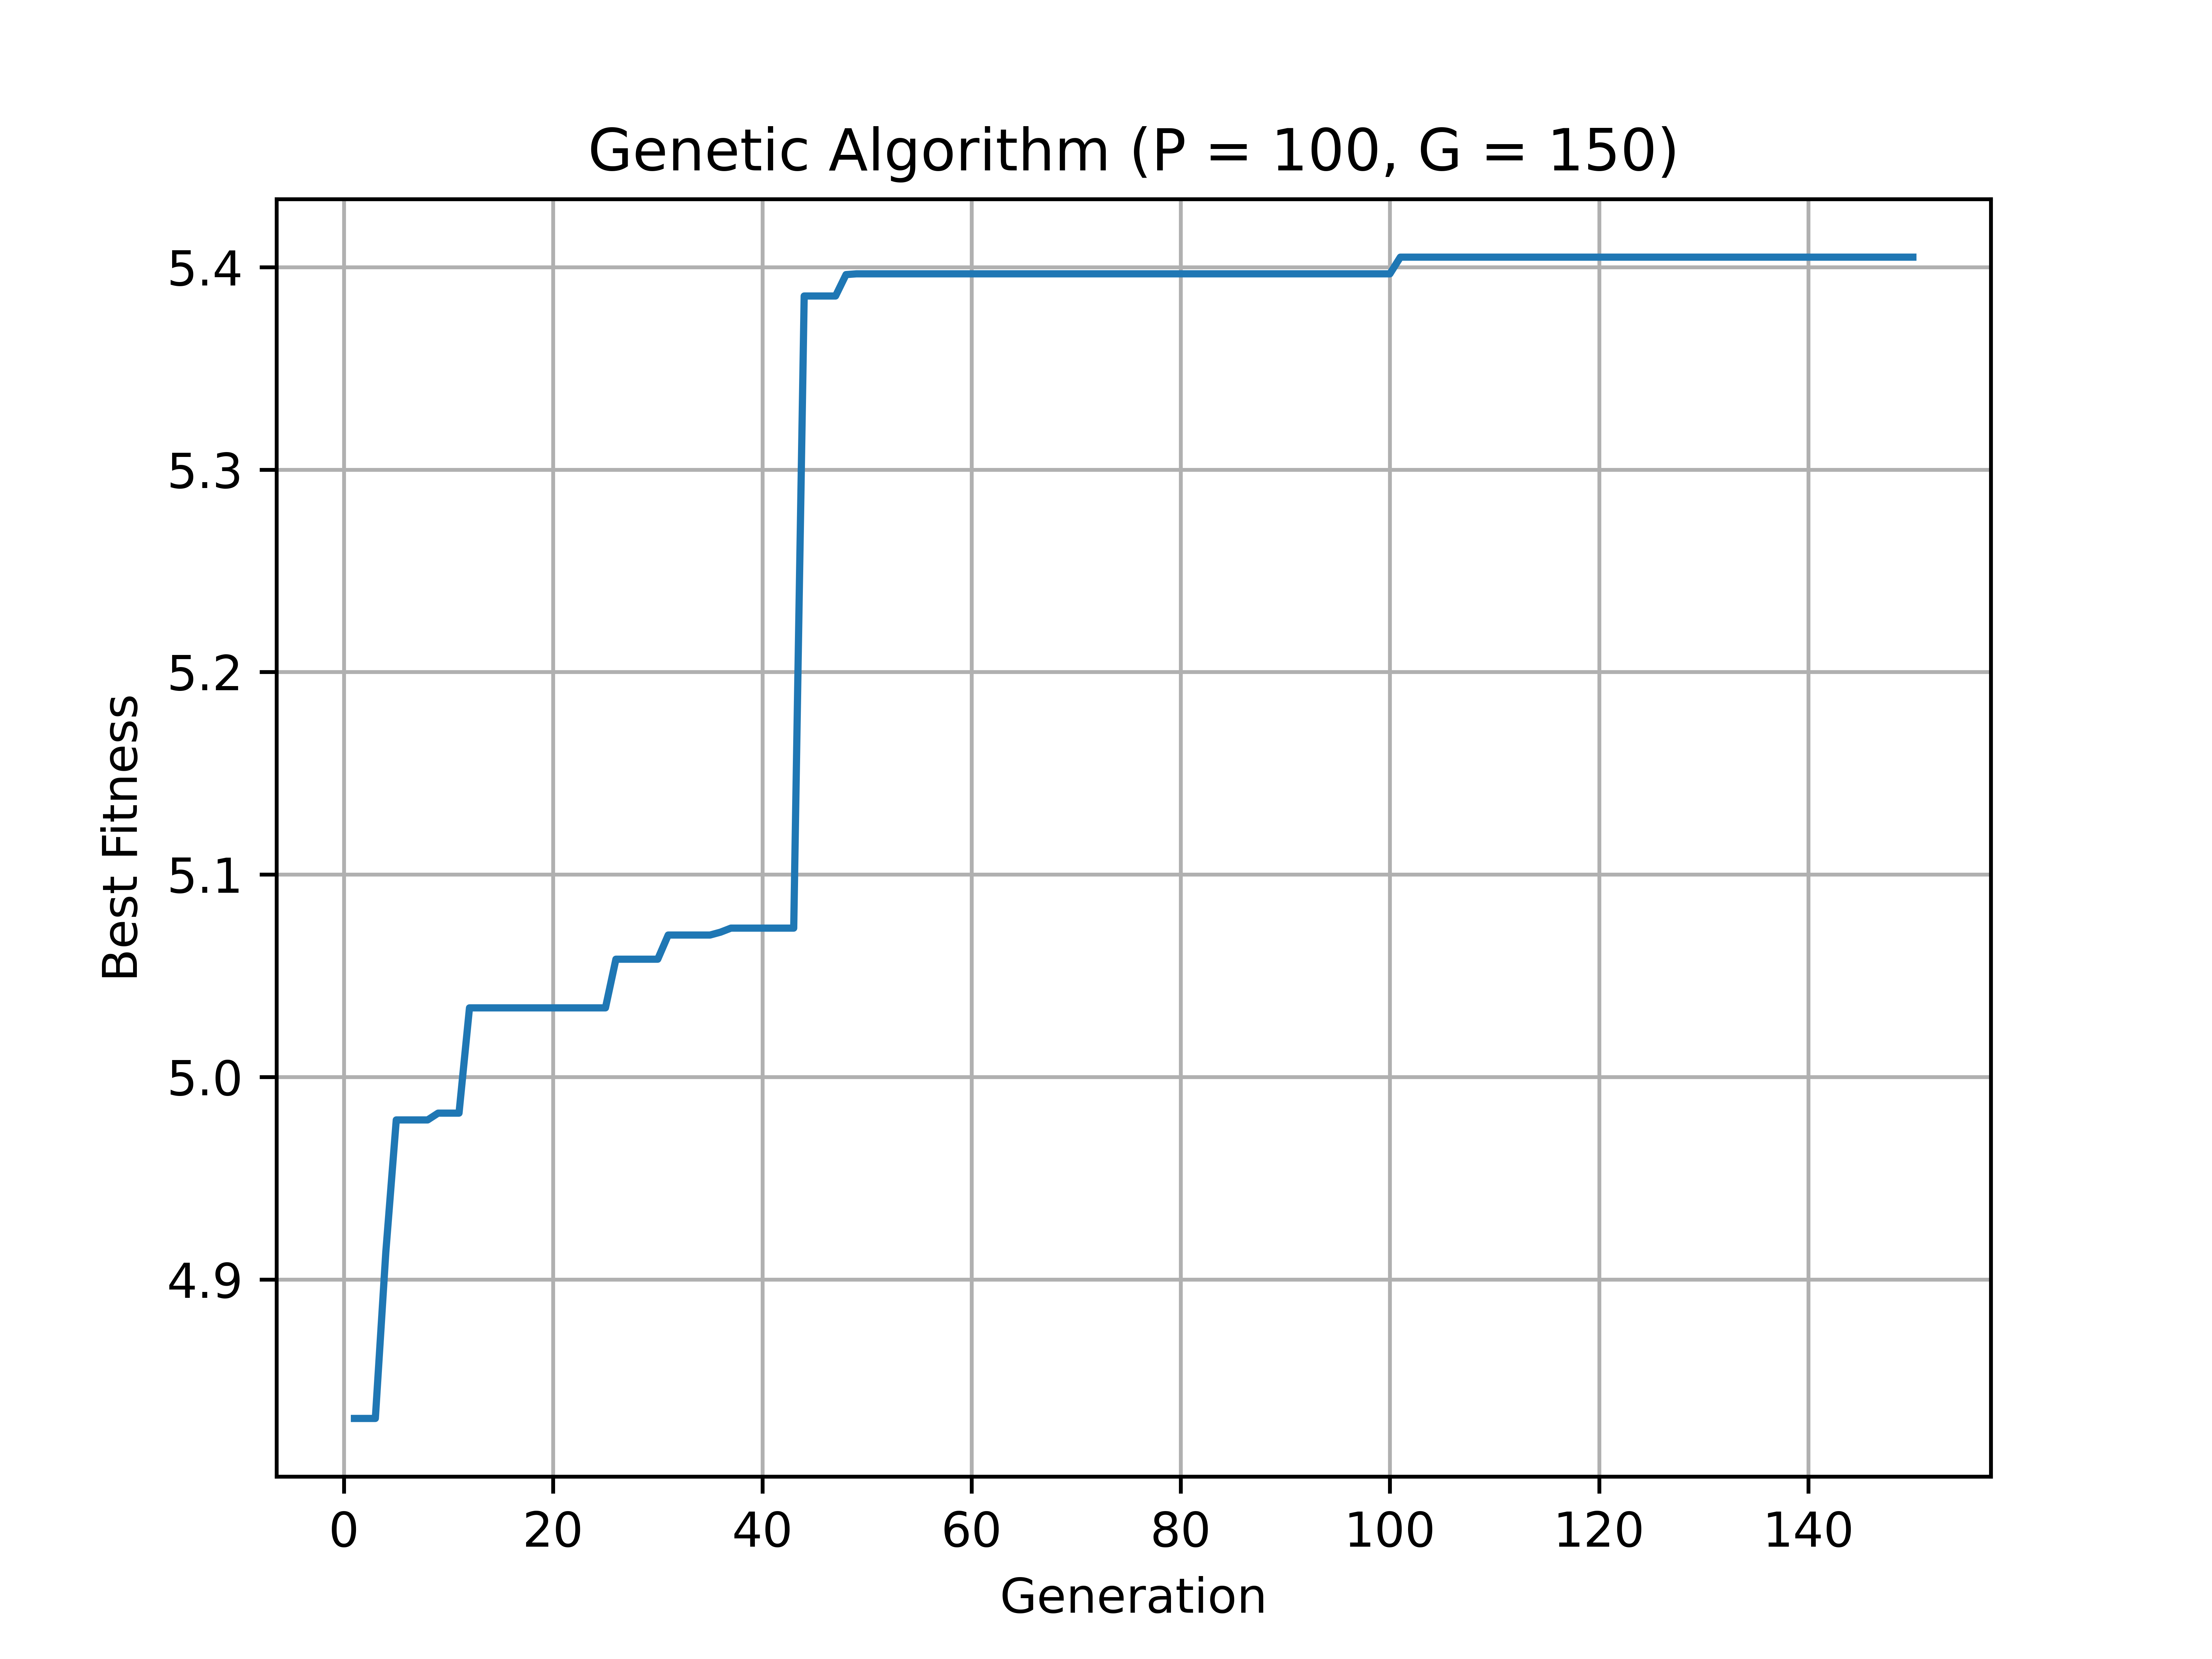 Genetic Algorithm (P = 100, G = 150)
5.4
5.3
5.2
5.1
5.0
4.9
Best Fitness
0 20 40 60 80 100 120 140
Generation